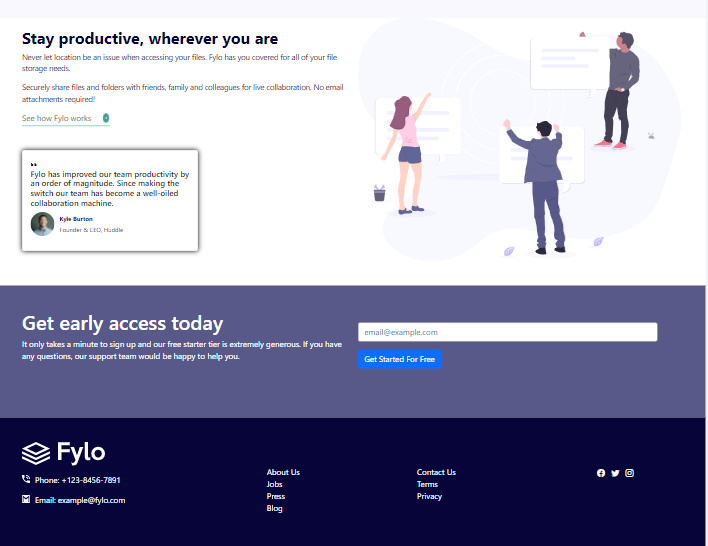 Stay productive, wherever you are
Never let location be an issue when accessing your files. Fylo has you covered for all of your file
storage needs.
Securely share files and folders with friends, family and colleagues for live collaboration. No email
attachments required!
See how Fylo works
“
Fylo has improved our team productivity by
an order of magnitude. Since making the
switch our team has become a well-oiled
collaboration machine.
Kyle Burton
Founder & CEO, Huddle
Get early access today
It only takes a minute to sign up and our free starter tier is extremely generous. If you have
any questions, our support team would be happy to help you.
email@example.com
Get Started For Free
Fylo
Phone: +123-8456-7891
Email: example@fylo.com
About Us
Jobs
Press
Blog
Contact Us
Terms
Privacy